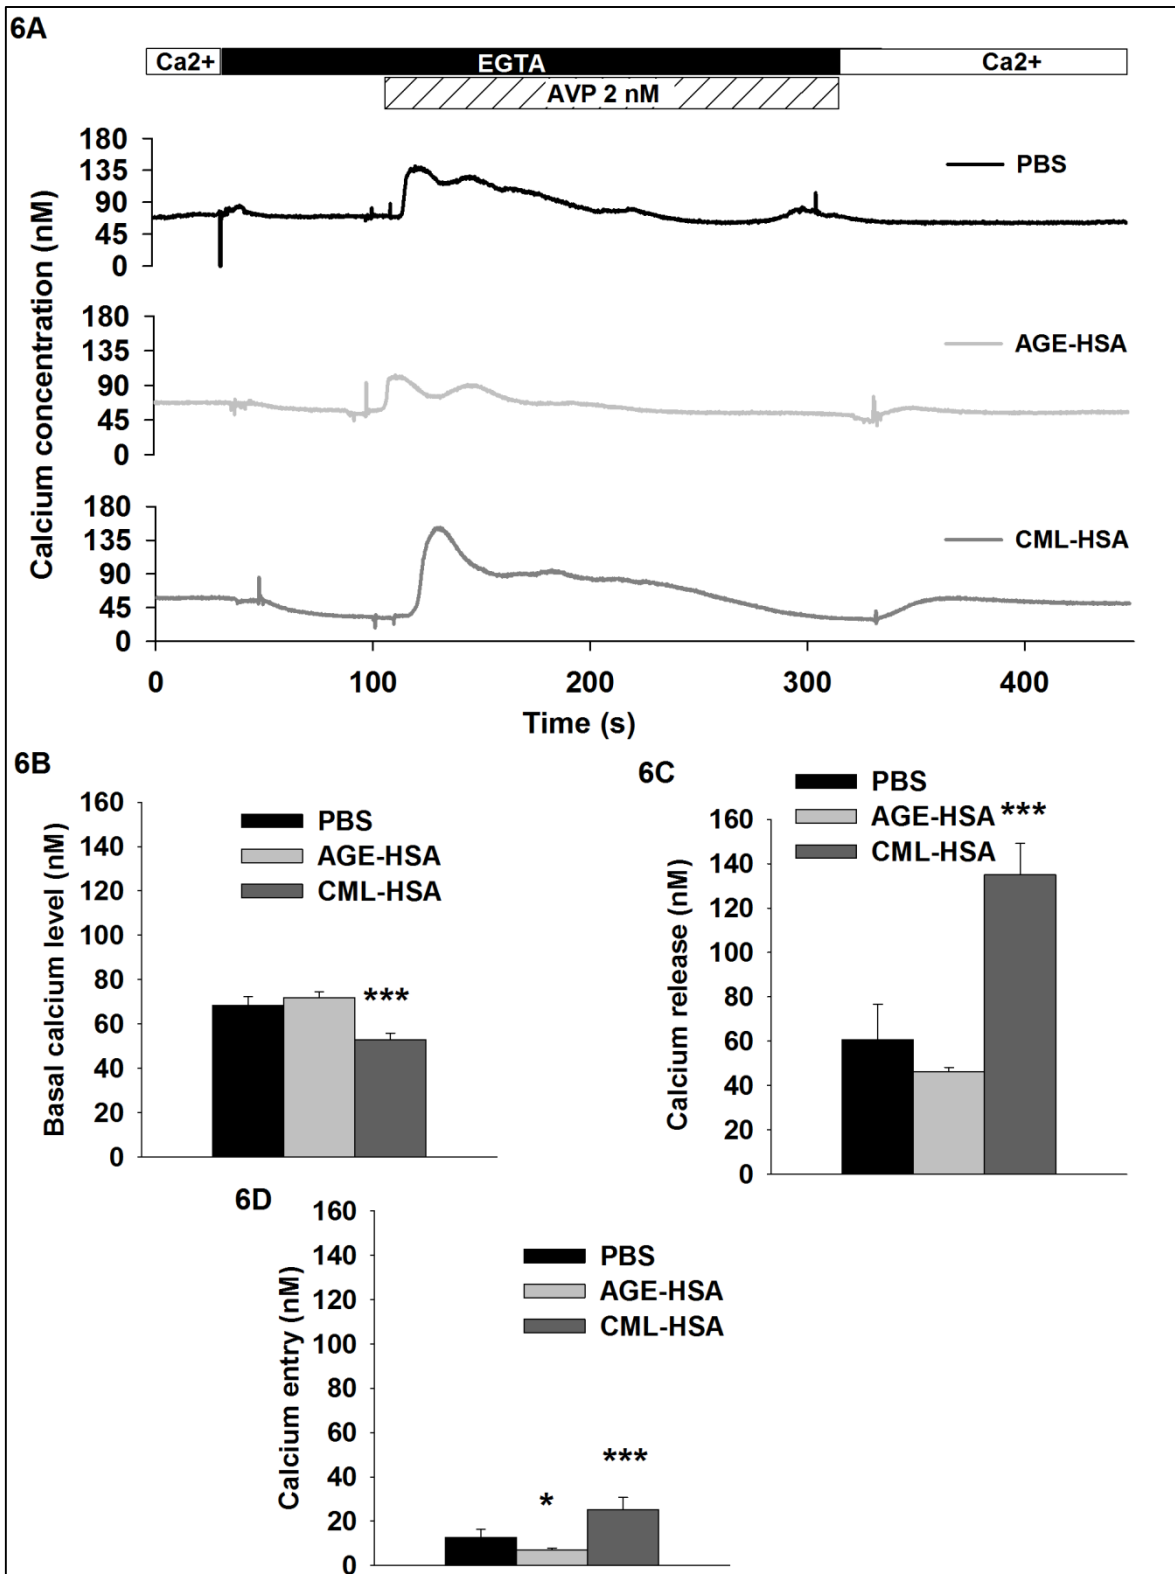 6A
Ca2+ EGTA Ca2+
AVP 2 nM
Calcium concentration (nM)
180
135
90
45
0
PBS
180
135
90
45
0
AGE-HSA
180
135
90
45
0
CML-HSA
0 100 200 300 400
Time (s)
6B
Basal calcium level (nM)
160
140
120
100
80
60
40
20
0
PBS
AGE-HSA
CML-HSA
***
6C
Calcium release (nM)
160
140
120
100
80
60
40
20
0
PBS
AGE-HSA
CML-HSA
***
6D
Calcium entry (nM)
160
140
120
100
80
60
40
20
0
PBS
AGE-HSA
CML-HSA
*
***